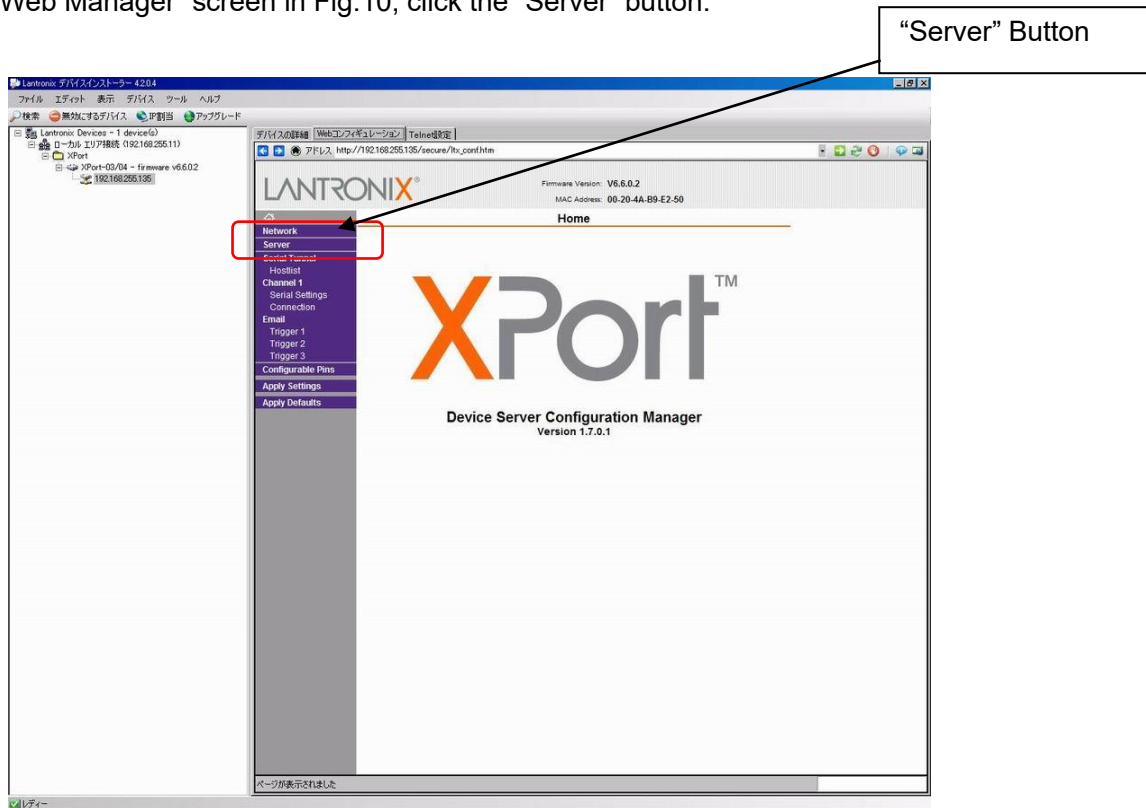 Web Manager" screen in Fig.10, click the "Server" button.
“Server” Button
Lantronix デバイスインストーラー 4.2.0.4
ファイル エディット 表示 デバイス ツール ヘルプ
検索 無効にするデバイス IP割当 アップグレード
Lantronix Devices - 1 device(s)
ローカル エリア接続 (192.168.255.11)
XPort
XPort-03/04 - firmware v6.6.0.2
192.168.255.135
デバイスの詳細 Webコンフィギュレーション Telnet設定
アドレス http://192.168.255.135/secure/ltx_conf.htm
LANTRONIX®
Firmware Version: V6.6.0.2
MAC Address: 00-20-4A-B9-E2-50
Home
Network
Server
Serial Tunnel
Hostlist
Channel 1
Serial Settings
Connection
Email
Trigger 1
Trigger 2
Trigger 3
Configurable Pins
Apply Settings
Apply Defaults
XPort™
Device Server Configuration Manager
Version 1.7.0.1
ページが表示されました
レディー